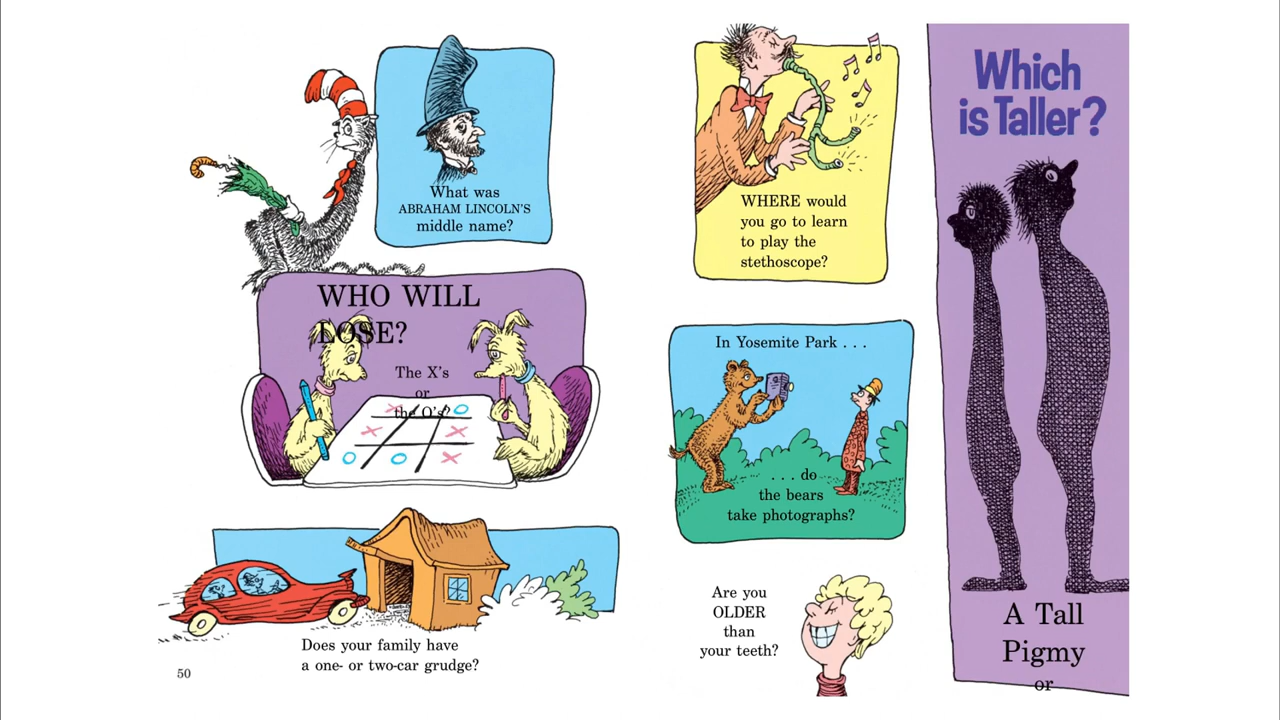 What was
ABRAHAM LINCOLN'S
middle name?
WHO WILL
LOSE?
The X's
or
the O's?
Does your family have
a one- or two-car grudge?
50
WHERE would
you go to learn
to play the
stethoscope?
In Yosemite Park . . .
. . . do
the bears
take photographs?
Are you
OLDER
than
your teeth?
Which
is Taller?
A Tall
Pigmy
or